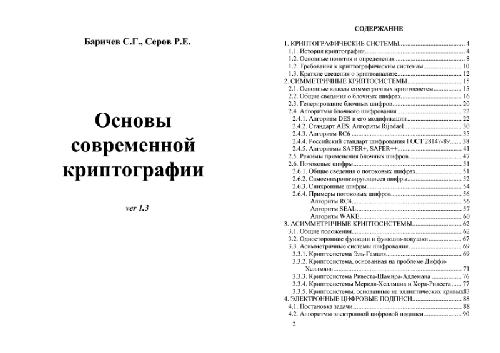 Баричев С.Г., Серов Р.Е.
Основы
современной
криптографии
ver 1.3
СОДЕРЖАНИЕ
1. КРИПТОГРАФИЧЕСКИЕ СИСТЕМЫ 4
1.1. История криптографии 4
1.2. Основные понятия и определения 8
1.2. Требования к криптографическим системам 10
1.3. Краткие сведения о криптоанализе 12
2. СИММЕТРИЧНЫЕ КРИПТОСИСТЕМЫ 15
2.1. Основные классы симметричных криптосистем 15
2.2. Общие сведения о блочных шифрах 16
2.3. Генерирование блочных шифров 20
2.4. Алгоритмы блочного шифрования 22
2.4.1. Алгоритм DES и его модификации 22
2.4.2. Стандарт AES. Алгоритм Rijndael 30
2.4.3. Алгоритм RC6 35
2.4.4. Российский стандарт шифрования ГОСТ 28147-89 38
2.4.5. Алгоритмы SAFER+, SAFER++ 41
2.5. Режимы применения блочных шифров 47
2.6. Потоковые шифры 51
2.6.1. Общие сведения о потоковых шифрах 51
2.6.2. Самосинхронизирующиеся шифры 52
2.6.3. Синхронные шифры 54
2.6.4. Примеры потоковых шифров 56
Алгоритм RC4 56
Алгоритм SEAL 57
Алгоритм WAKE 60
3. АСИММЕТРИЧНЫЕ КРИПТОСИСТЕМЫ 62
3.1. Общие положения 62
3.2. Односторонние функции и функции-ловушки 67
3.3. Асимметричные системы шифрования 69
3.3.1. Криптосистема Эль-Гамаля 69
3.3.2. Криптосистема, основанная на проблеме Диффи-
Хеллмана 71
3.3.3. Криптосистема Ривеста-Шамира-Адлемана 76
3.3.4. Криптосистемы Меркля-Хеллмана и Хора-Ривеста 77
3.3.5. Криптосистемы, основанные на эллиптических кривых 83
4. ЭЛЕКТРОННЫЕ ЦИФРОВЫЕ ПОДПИСИ 88
4.1. Постановка задачи 88
4.2. Алгоритмы электронной цифровой подписи 90
2